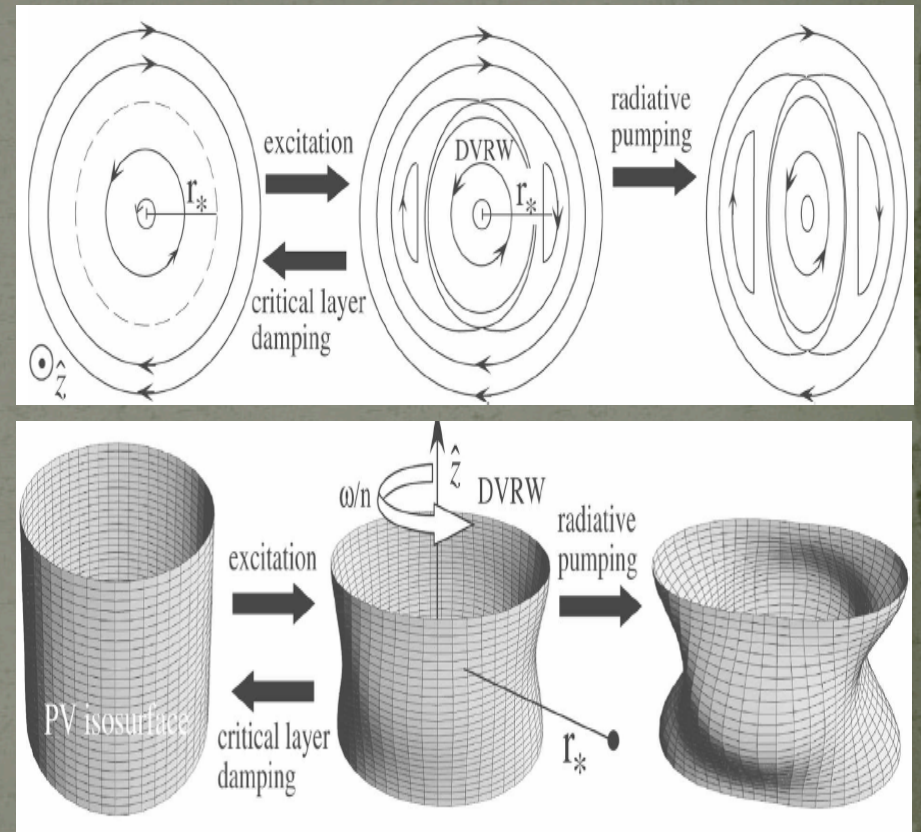 excitation
critical layer
damping
r*
ẑ
DVRW
r*
radiative
pumping
PV isosurface
excitation
critical layer
damping
ω/n
ẑ
DVRW
r*
radiative
pumping